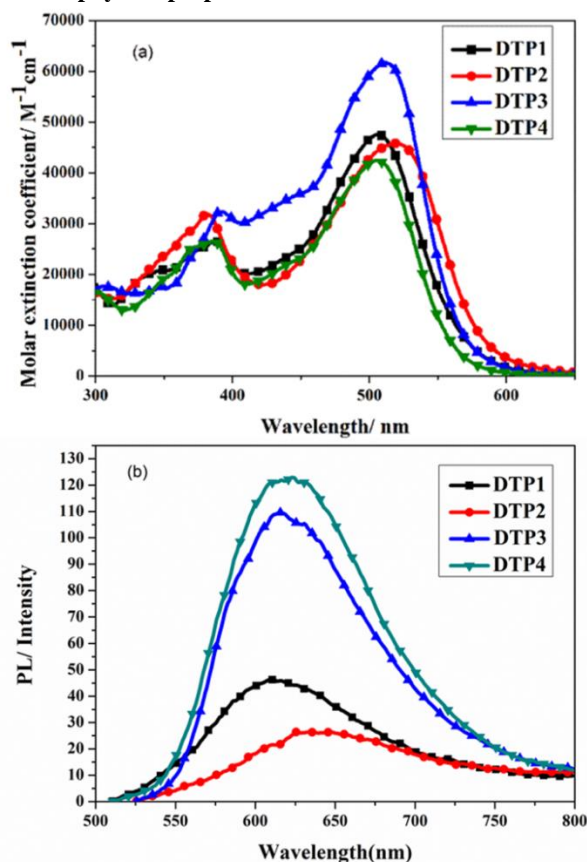 (a)
DTP1
DTP2
DTP3
DTP4
Molar extinction coefficient/ M⁻¹cm⁻¹
70000
60000
50000
40000
30000
20000
10000
0
300 400 500 600
Wavelength/ nm
(b)
DTP1
DTP2
DTP3
DTP4
PL/ Intensity
130
120
110
100
90
80
70
60
50
40
30
20
10
0
500 550 600 650 700 750 800
Wavelength(nm)